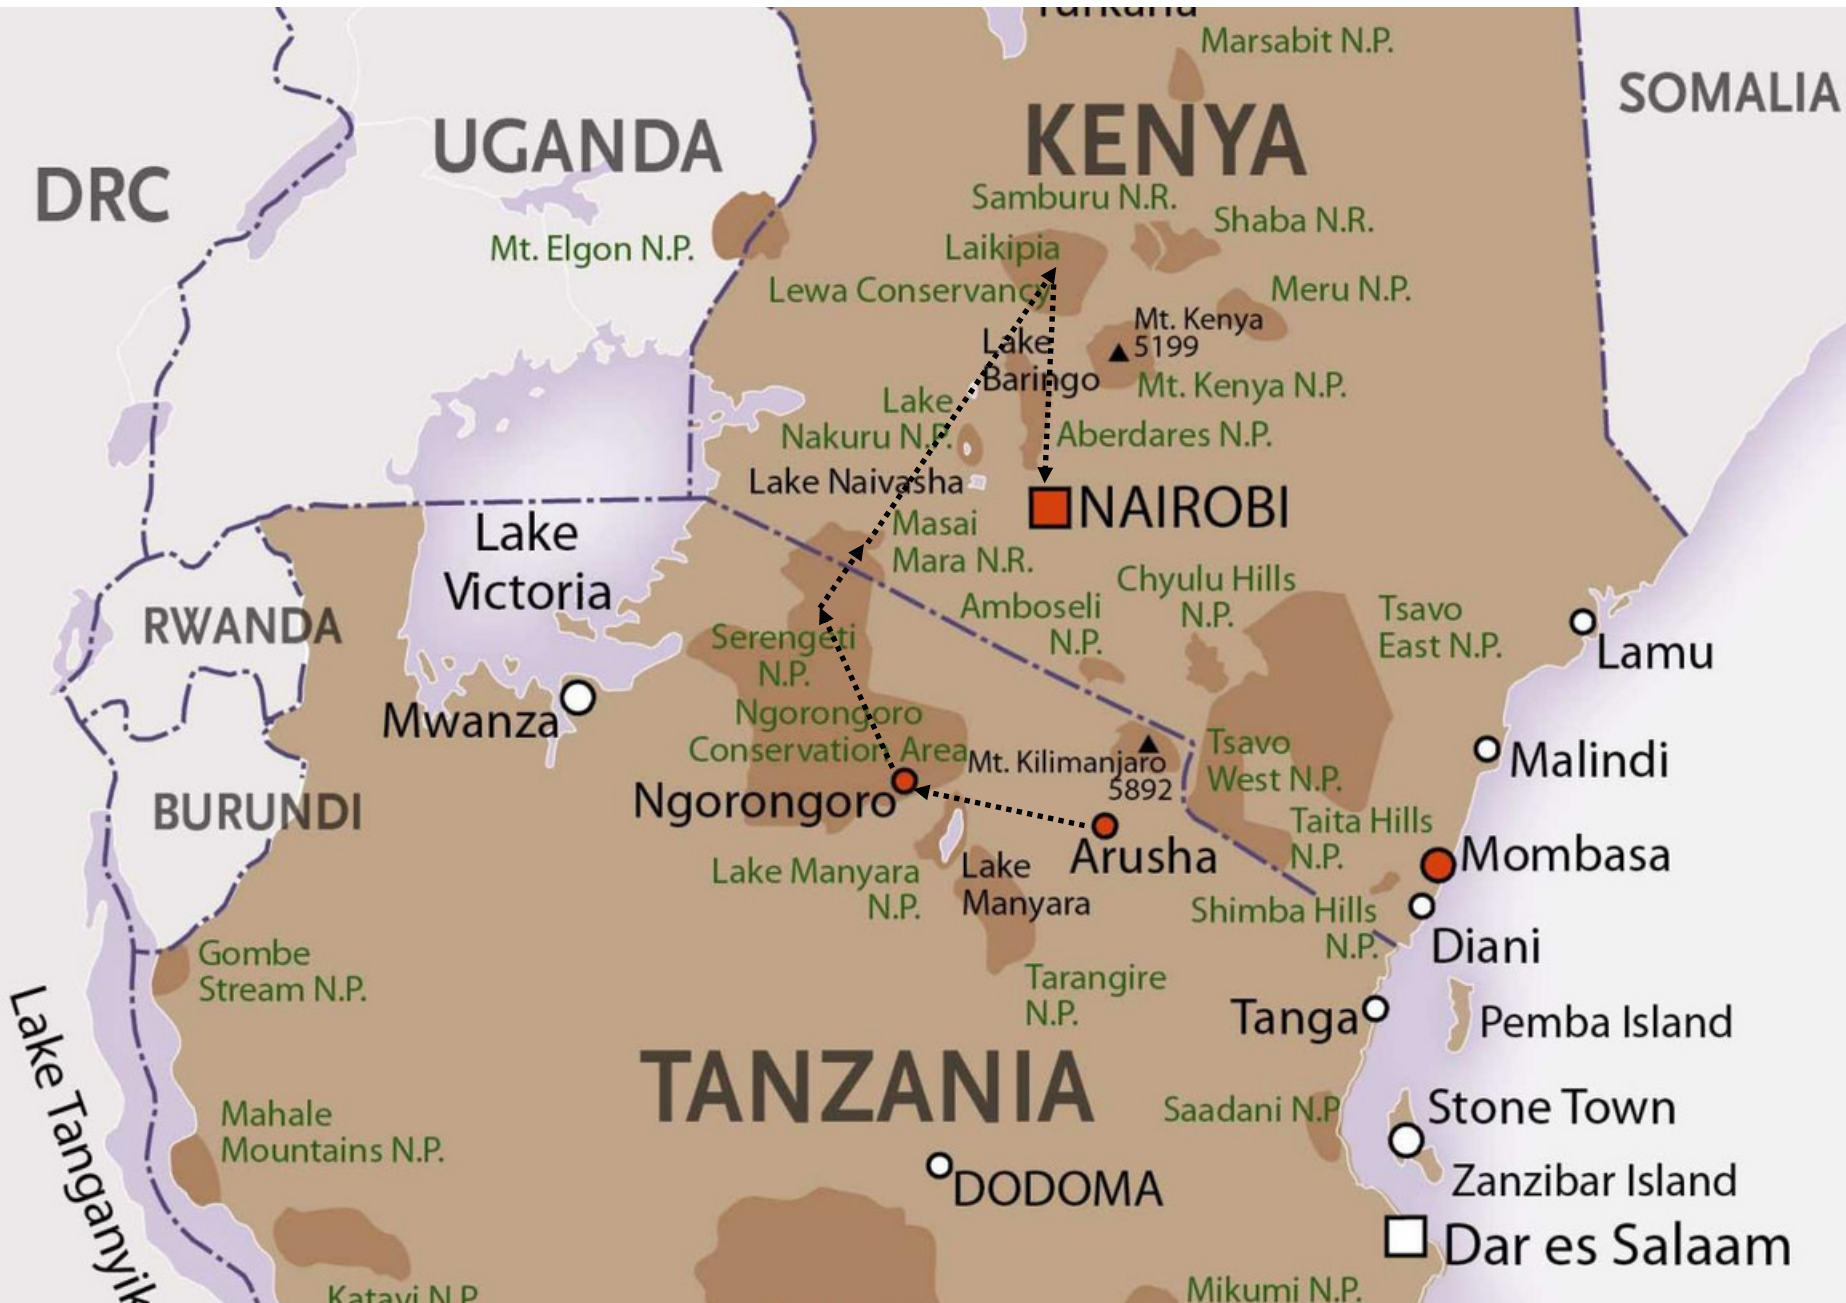 Turkana
Marsabit N.P.
SOMALIA
UGANDA
KENYA
DRC
Samburu N.R.
Shaba N.R.
Mt. Elgon N.P.
Laikipia
Lewa Conservancy
Meru N.P.
Mt. Kenya
5199
Lake
Baringo
Mt. Kenya N.P.
Lake
Nakuru N.P.
Aberdares N.P.
Lake Naivasha
NAIROBI
Lake
Victoria
Masai
Mara N.R.
Chyulu Hills
N.P.
Amboseli
N.P.
Tsavo
East N.P.
RWANDA
Lamu
Serengeti
N.P.
Mwanza
Ngorongoro
Conservation Area
Mt. Kilimanjaro
5892
Tsavo
West N.P.
Malindi
BURUNDI
Ngorongoro
Taita Hills
N.P.
Arusha
Mombasa
Lake Manyara
N.P.
Lake
Manyara
Shimba Hills
N.P.
Diani
Gombe
Stream N.P.
Tarangire
N.P.
Tanga
Pemba Island
Lake Tanganyik
TANZANIA
Mahale
Mountains N.P.
Saadani N.P
Stone Town
DODOMA
Zanzibar Island
Dar es Salaam
Katavi N.P.
Mikumi N.P.